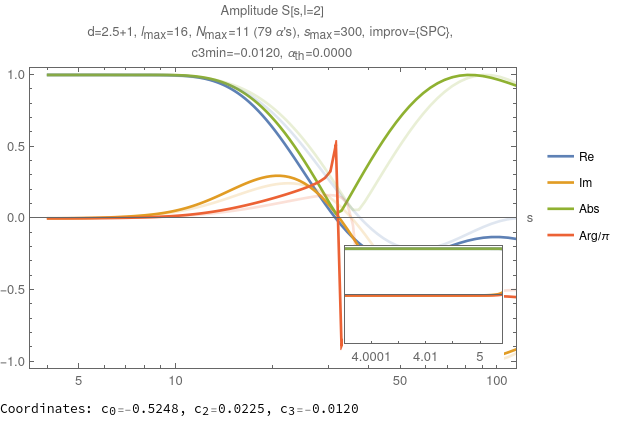 Amplitude S[s,l=2]
d=2.5+1, lmax=16, Nmax=11 (79 α's), smax=300, improv={SPC},
c3min=−0.0120, αth=0.0000
1.0
0.5
0.0
−0.5
−1.0
s
5 10 50 100
4.0001 4.01 5
Re
Im
Abs
Arg/π
Coordinates: c0=−0.5248, c2=0.0225, c3=−0.0120